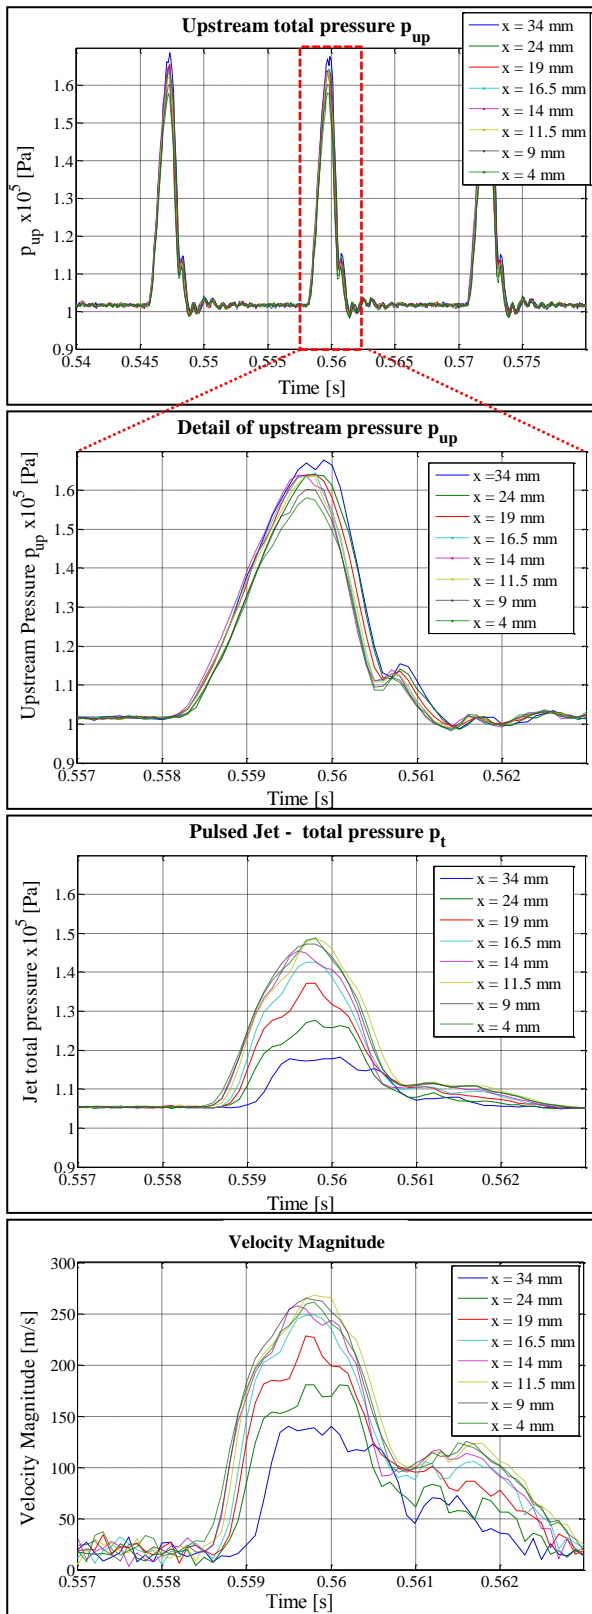 Upstream total pressure p_up
x = 34 mm
x = 24 mm
x = 19 mm
x = 16.5 mm
x = 14 mm
x = 11.5 mm
x = 9 mm
x = 4 mm
p_up x10^5 [Pa]
1.6
1.5
1.4
1.3
1.2
1.1
1
0.9
0.54 0.545 0.55 0.555 0.56 0.565 0.57 0.575
Time [s]
Detail of upstream pressure p_up
x =34 mm
x = 24 mm
x = 19 mm
x = 16.5 mm
x = 14 mm
x = 11.5 mm
x = 9 mm
x = 4 mm
Upstream Pressure p_up x10^5 [Pa]
1.6
1.5
1.4
1.3
1.2
1.1
1
0.9
0.557 0.558 0.559 0.56 0.561 0.562
Time [s]
Pulsed Jet - total pressure p_t
x = 34 mm
x = 24 mm
x = 19 mm
x = 16.5 mm
x = 14 mm
x = 11.5 mm
x = 9 mm
x = 4 mm
Jet total pressure x10^5 [Pa]
1.6
1.5
1.4
1.3
1.2
1.1
1
0.9
0.557 0.558 0.559 0.56 0.561 0.562
Time [s]
Velocity Magnitude
x = 34 mm
x = 24 mm
x = 19 mm
x = 16.5 mm
x = 14 mm
x = 11.5 mm
x = 9 mm
x = 4 mm
Velocity Magnitude [m/s]
300
250
200
150
100
50
0
0.557 0.558 0.559 0.56 0.561 0.562
Time [s]